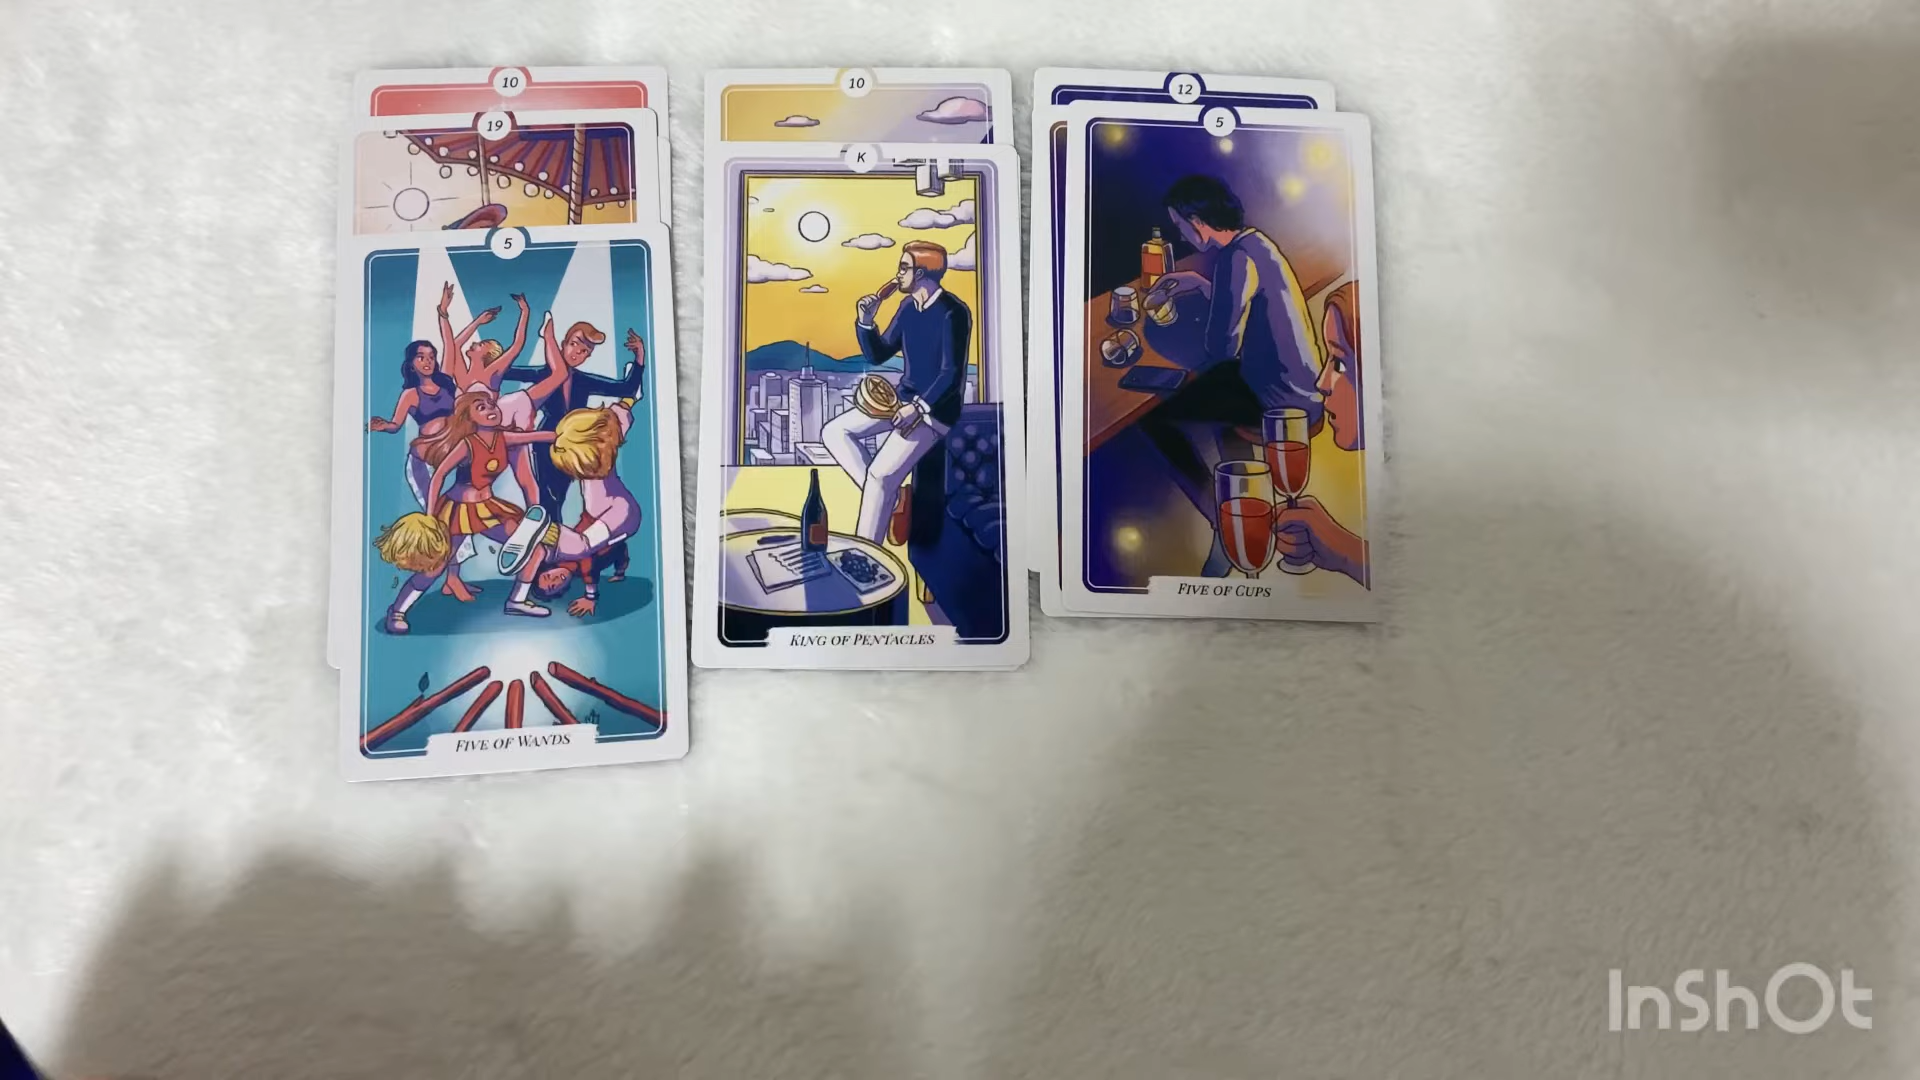 10
19
5
FIVE OF WANDS
10
K
KING OF PENTACLES
12
5
FIVE OF CUPS
InShOt